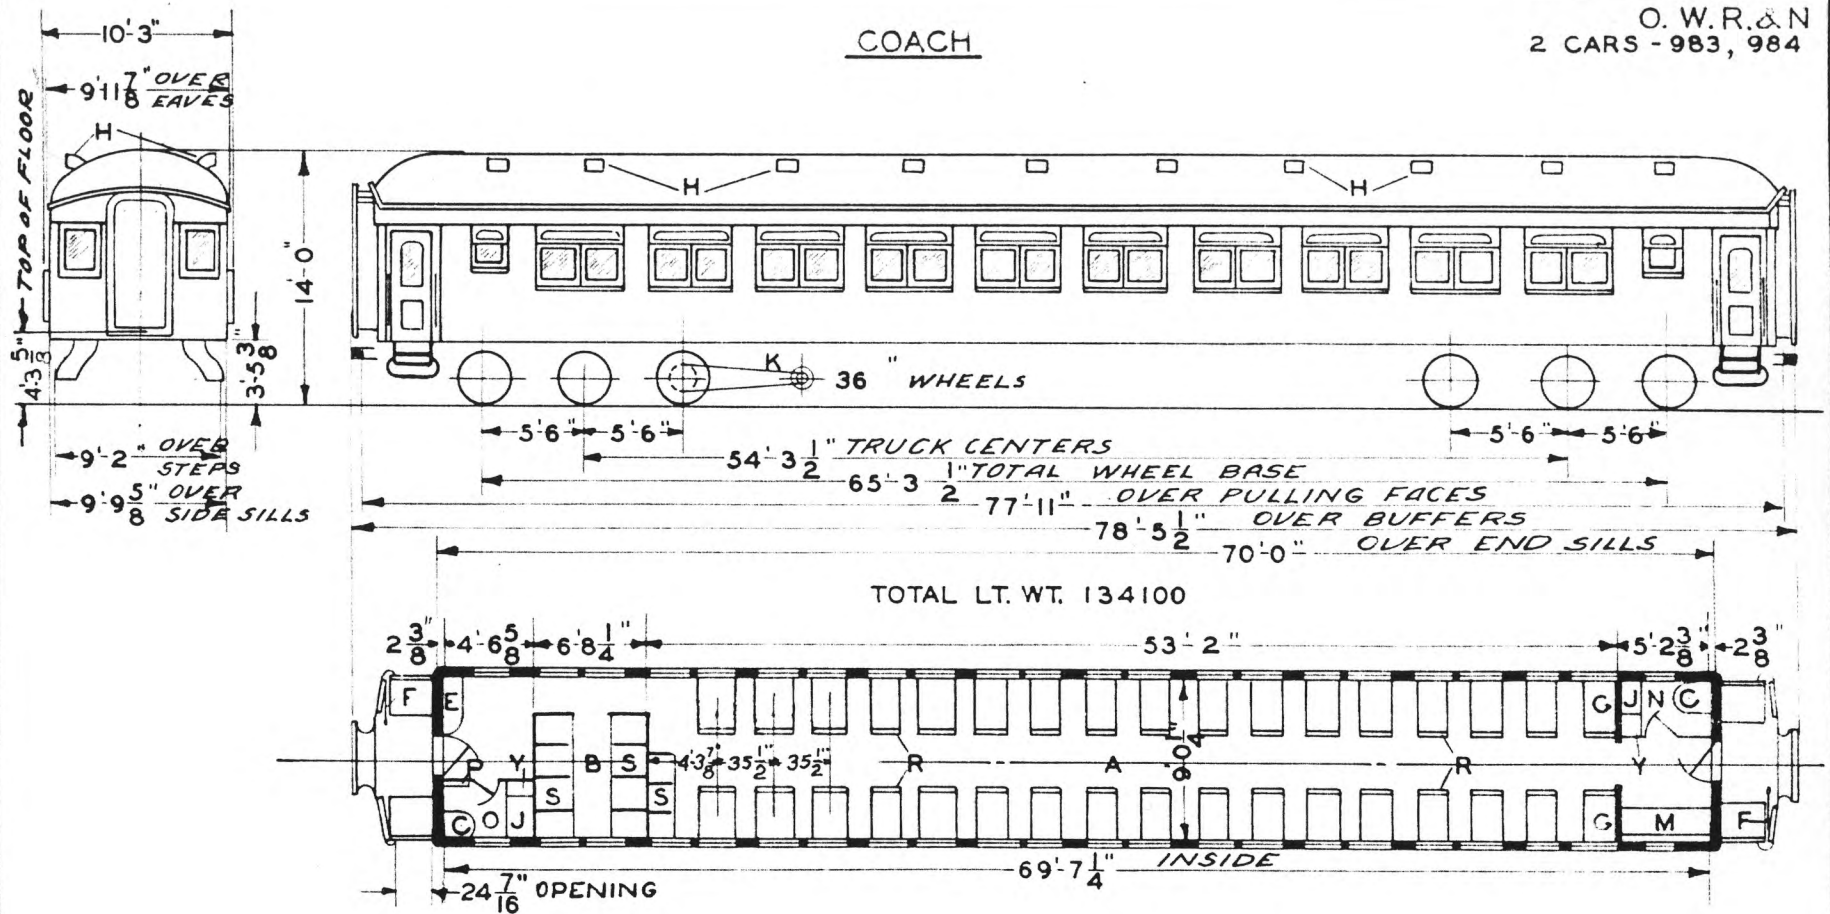 O. W. R. & N
COACH
2 CARS - 983, 984
10'-3"
9'11 7/8" OVER
EAVES
H
TOP OF FLOOR
H
H
14'-0"
4'-3 5/8"
3'-5 3/8"
K
36 " WHEELS
5'6" 5'6" 5'6" 5'6"
9'-2" OVER
STEPS
54'-3 1/2" TRUCK CENTERS
65'-3 1/2" TOTAL WHEEL BASE
9'-9 5/8" OVER
SIDE SILLS
77'-11" OVER PULLING FACES
78'-5 1/2" OVER BUFFERS
70'-0" OVER END SILLS
TOTAL LT. WT. 134100
2 3/8" 4'-6 5/8" 6'8 1/4" 53'-2" 5'-2 3/8" 2 3/8"
F E G J N C
P Y B S 4'3 7/8" 35 1/2" 35 1/2" R A 9'0 1/4" R Y
S S
C O J G M F
69'-7 1/4" INSIDE
24 7/16" OPENING